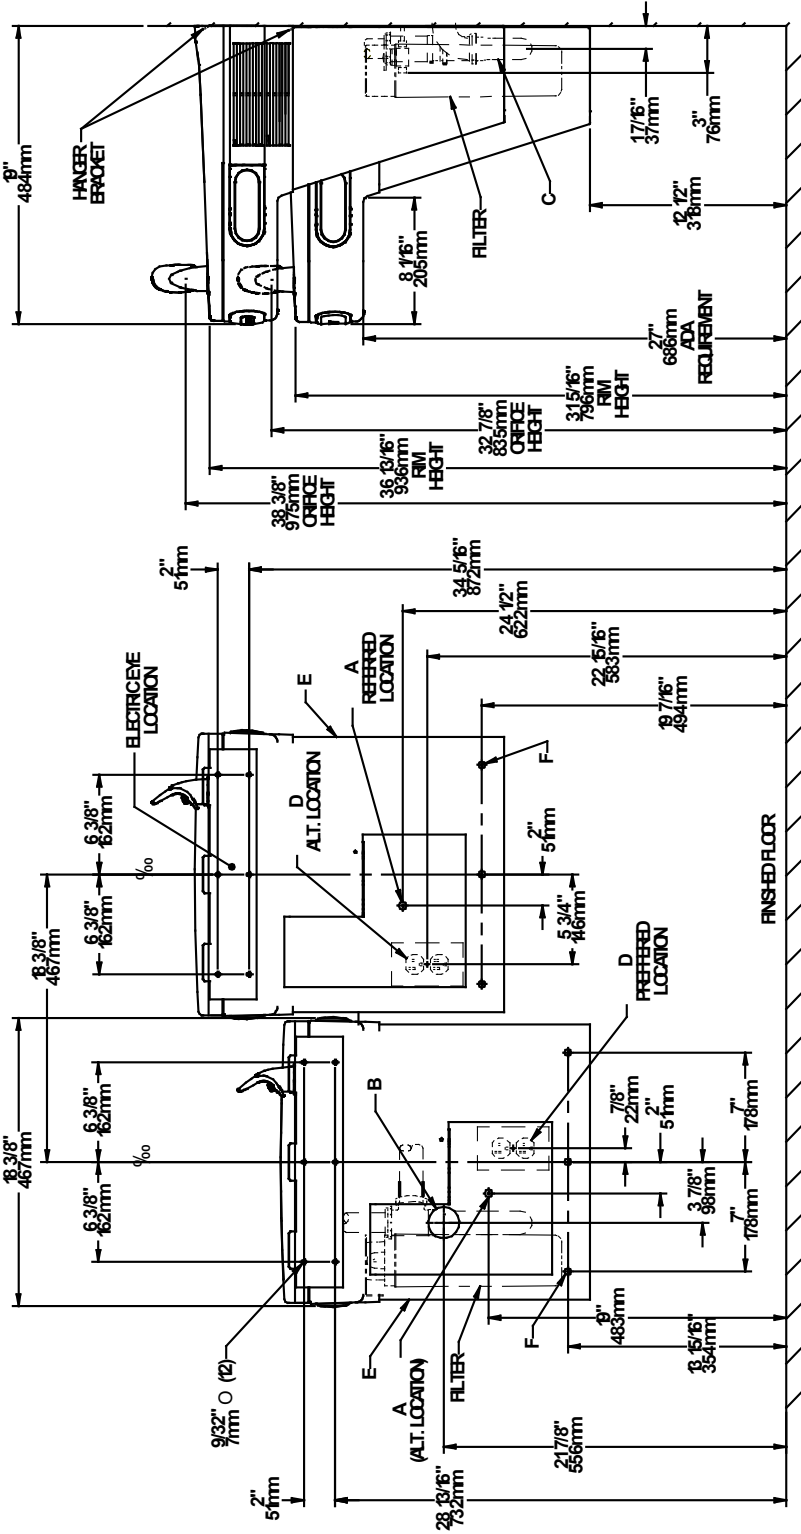 18 3/8"
467mm
18 3/8"
467mm
19"
484mm
6 3/8"
162mm
6 3/8"
162mm
6 3/8"
162mm
6 3/8"
162mm
%00
%00
HANGER
BRACKET
ELECTRIC EYE
LOCATION
2"
51mm
2"
51mm
9/32"
7mm
O (12)
38 3/8"
975mm
ORIFICE
HEIGHT
36 13/16"
936mm
RIM
HEIGHT
32 7/8"
835mm
ORIFICE
HEIGHT
31 5/16"
796mm
RIM
HEIGHT
27"
686mm
ADA
REQUIREMENT
8 1/16"
205mm
FILTER
C
1 7/16"
37mm
3"
76mm
12 1/2"
318mm
D
ALT. LOCATION
E
A
REFERRED
LOCATION
34 5/16"
872mm
24 1/2"
622mm
22 15/16"
583mm
19 7/16"
494mm
F
2"
51mm
5 3/4"
146mm
B
E
A
(ALT. LOCATION)
FILTER
F
D
PREFERRED
LOCATION
7/8"
22mm
2"
51mm
3 7/8"
98mm
7"
178mm
7"
178mm
28 13/16"
732mm
21 7/8"
556mm
19"
483mm
13 15/16"
354mm
FINISHED FLOOR